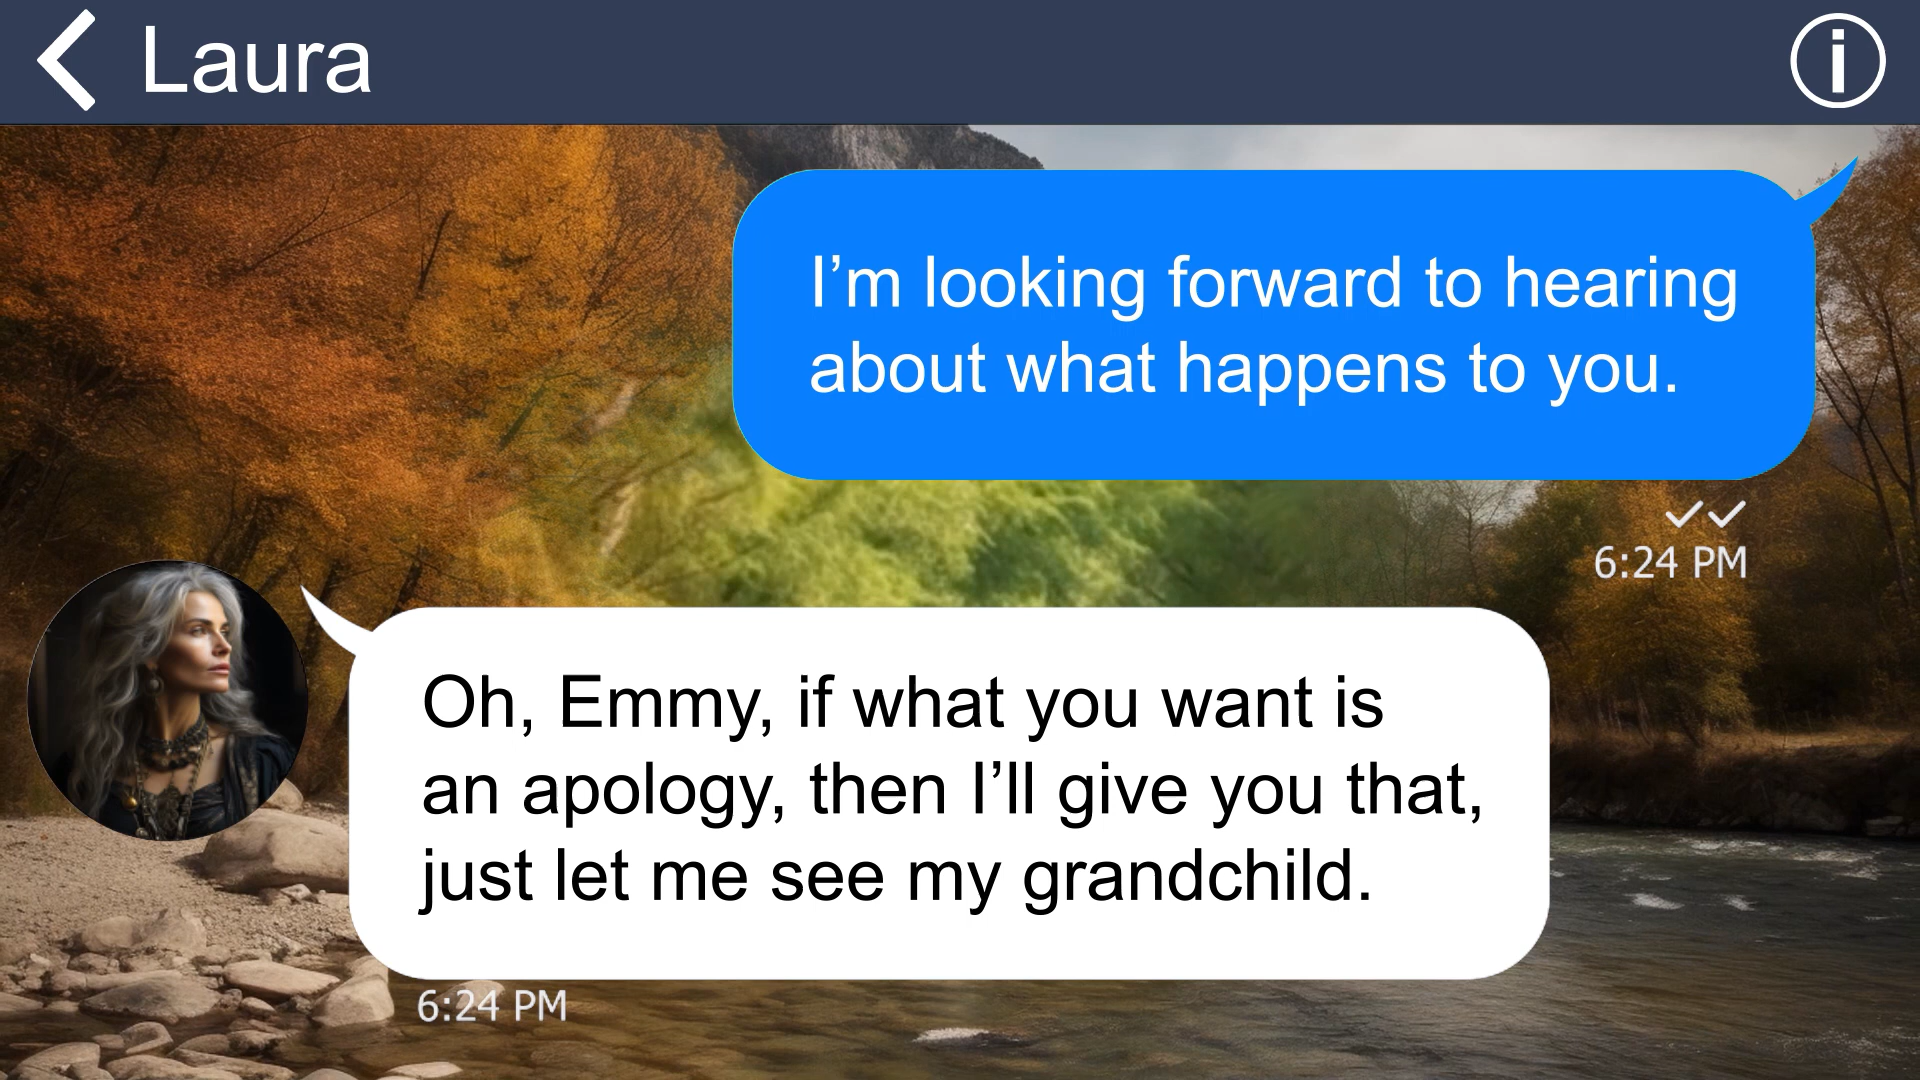 Laura
I’m looking forward to hearing
about what happens to you.
6:24 PM
Oh, Emmy, if what you want is
an apology, then I’ll give you that,
just let me see my grandchild.
6:24 PM